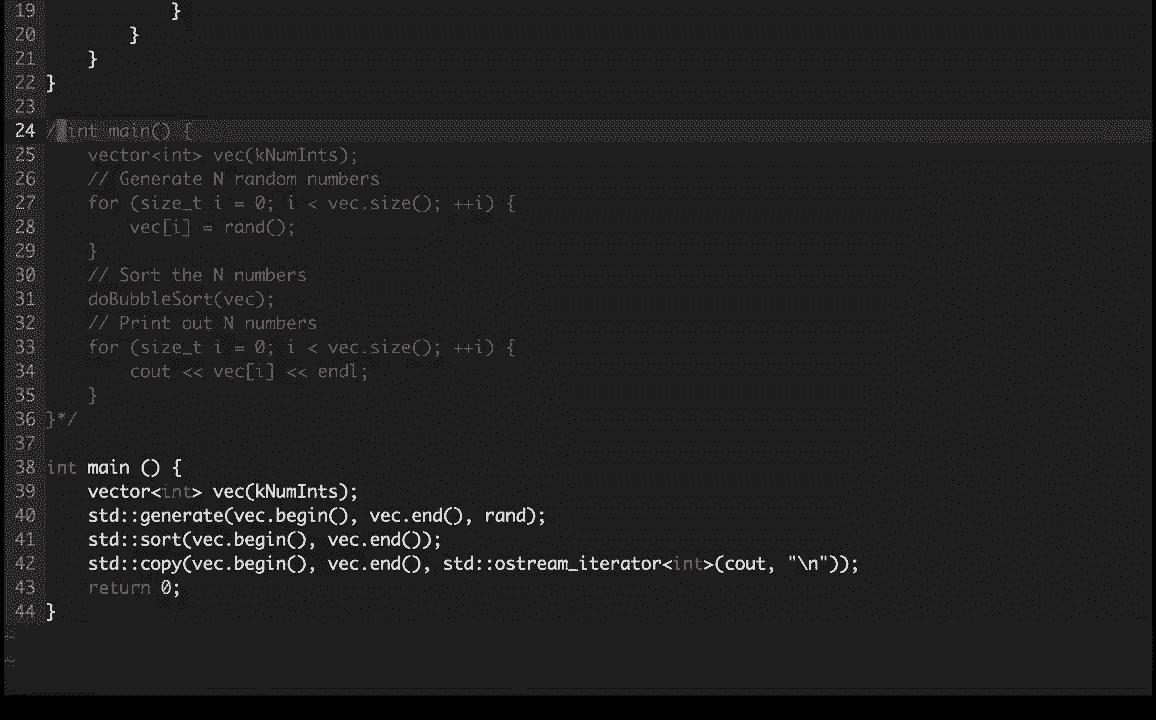 19             }
20         }
21     }
22 }
23
24 /*int main() {
25     vector<int> vec(kNumInts);
26     // Generate N random numbers
27     for (size_t i = 0; i < vec.size(); ++i) {
28         vec[i] = rand();
29     }
30     // Sort the N numbers
31     doBubbleSort(vec);
32     // Print out N numbers
33     for (size_t i = 0; i < vec.size(); ++i) {
34         cout << vec[i] << endl;
35     }
36 }*/
37
38 int main () {
39     vector<int> vec(kNumInts);
40     std::generate(vec.begin(), vec.end(), rand);
41     std::sort(vec.begin(), vec.end());
42     std::copy(vec.begin(), vec.end(), std::ostream_iterator<int>(cout, "\n"));
43     return 0;
44 }
~
~